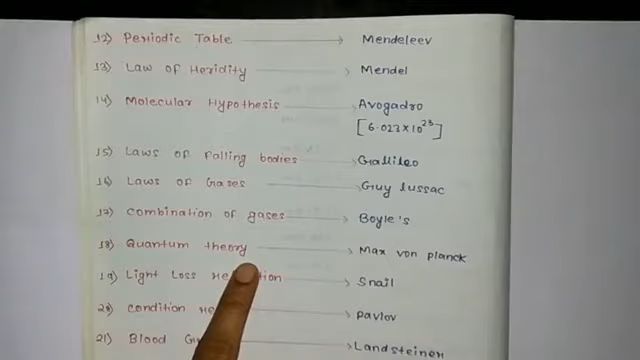 12) Periodic Table → Mendeleev
13) Law of Heridity → Mendel
14) Molecular Hypothesis → Avogadro
[6.023×10²³]
15) Laws of Falling bodies → Gallileo
16) Laws of Gases → Guy lussac
17) Combination of gases → Boyle's
18) Quantum theory → Max von planck
19) Light Loss → Snail
20) Condition → Pavlov
21) Blood → Landsteiner